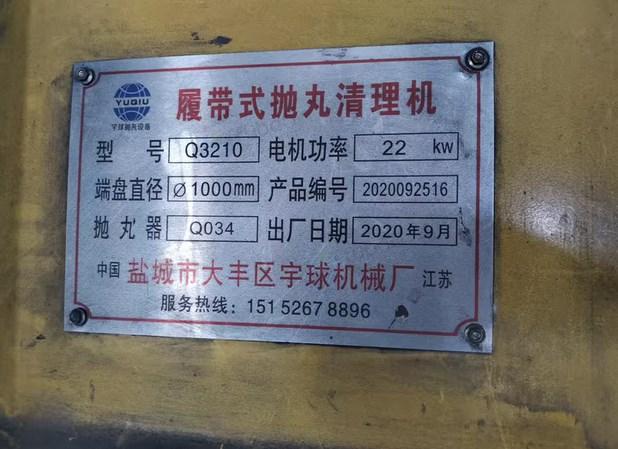 YUQIU
宇球抛丸设备
履带式抛丸清理机
型 号 Q3210 电机功率 22 kw
端盘直径 Ø1000mm 产品编号 2020092516
抛丸器 Q034 出厂日期 2020年9月
中国 盐城市大丰区宇球机械厂 江苏
服务热线: 151 5267 8896